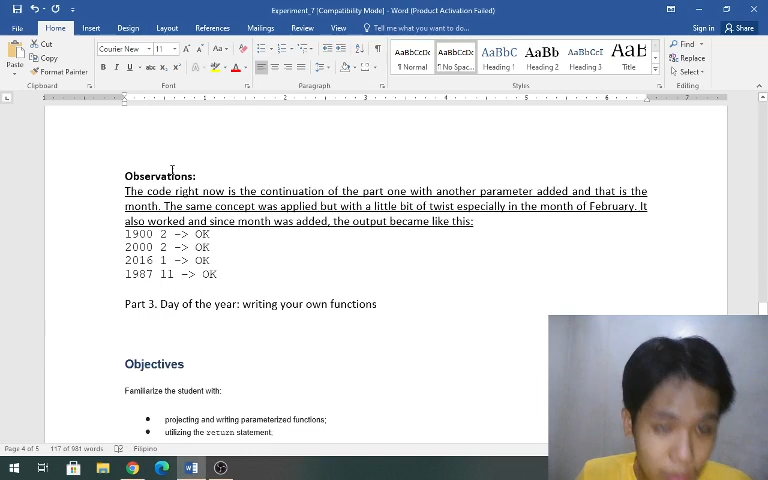 Experiment_7 [Compatibility Mode] - Word (Product Activation Failed)
File Home Insert Draw Design Layout References Mailings Review View Tell me what you want to do... Sign in Share
Cut
Copy
Format Painter
Paste
Clipboard
Courier New 11
Font
Paragraph
AaBbCcDc AaBbCcDc AaBbC AaBb AaBbCcI AaB
¶ Normal ¶ No Spac... Heading 1 Heading 2 Heading 3 Title
Styles
Find
Replace
Select
Editing
Observations:
The code right now is the continuation of the part one with another parameter added and that is the
month. The same concept was applied but with a little bit of twist especially in the month of February. It
also worked and since month was added, the output became like this:
1900 2 -> OK
2000 2 -> OK
2016 1 -> OK
1987 11 -> OK
Part 3. Day of the year: writing your own functions
Objectives
Familiarize the student with:
projecting and writing parameterized functions;
utilizing the return statement,
Page 4 of 5 117 of 981 words Filipino